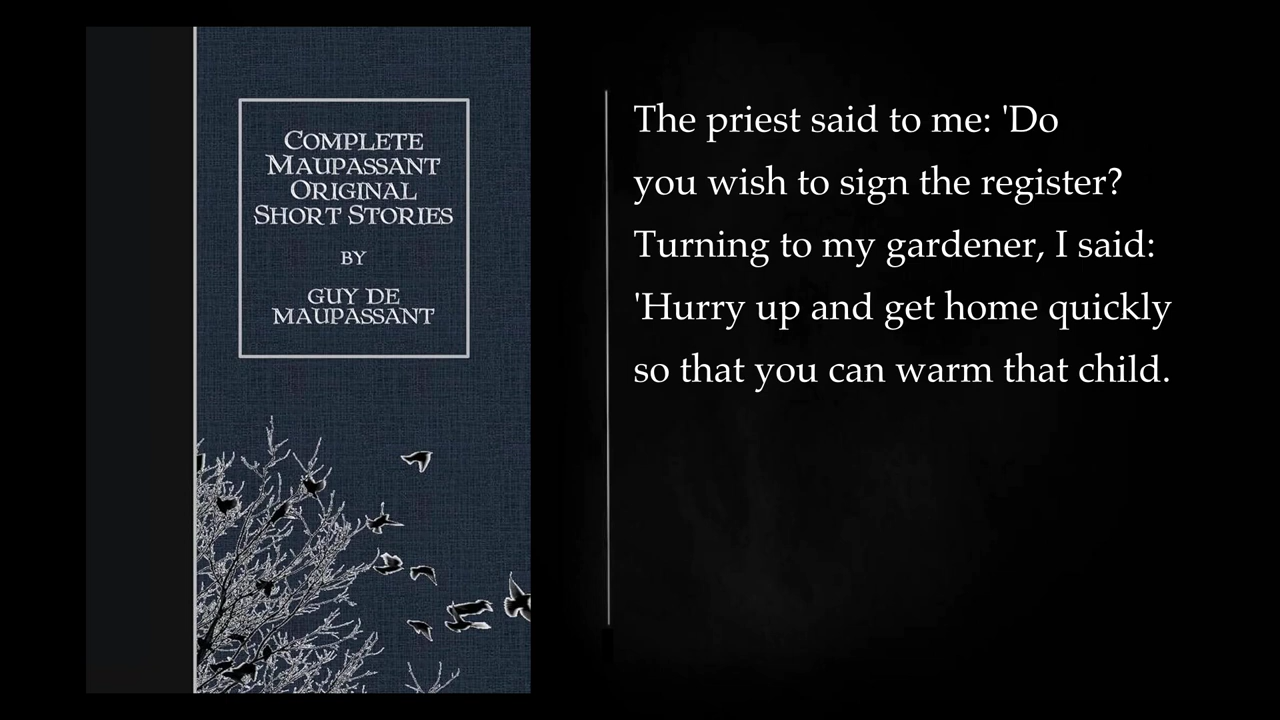 COMPLETE
MAUPASSANT
ORIGINAL
SHORT STORIES
BY
GUY DE
MAUPASSANT
The priest said to me: 'Do
you wish to sign the register?
Turning to my gardener, I said:
'Hurry up and get home quickly
so that you can warm that child.